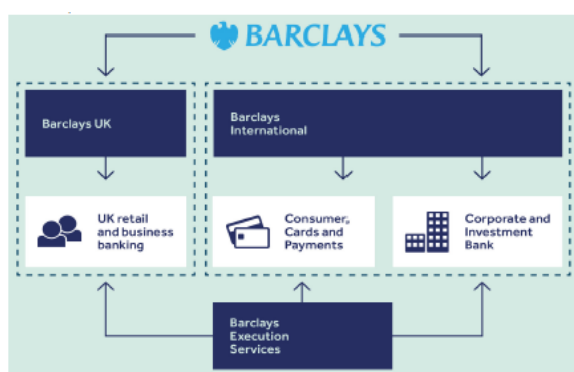 BARCLAYS
Barclays UK
Barclays
International
UK retail
and business
banking
Consumer,
Cards and
Payments
Corporate and
Investment
Bank
Barclays
Execution
Services